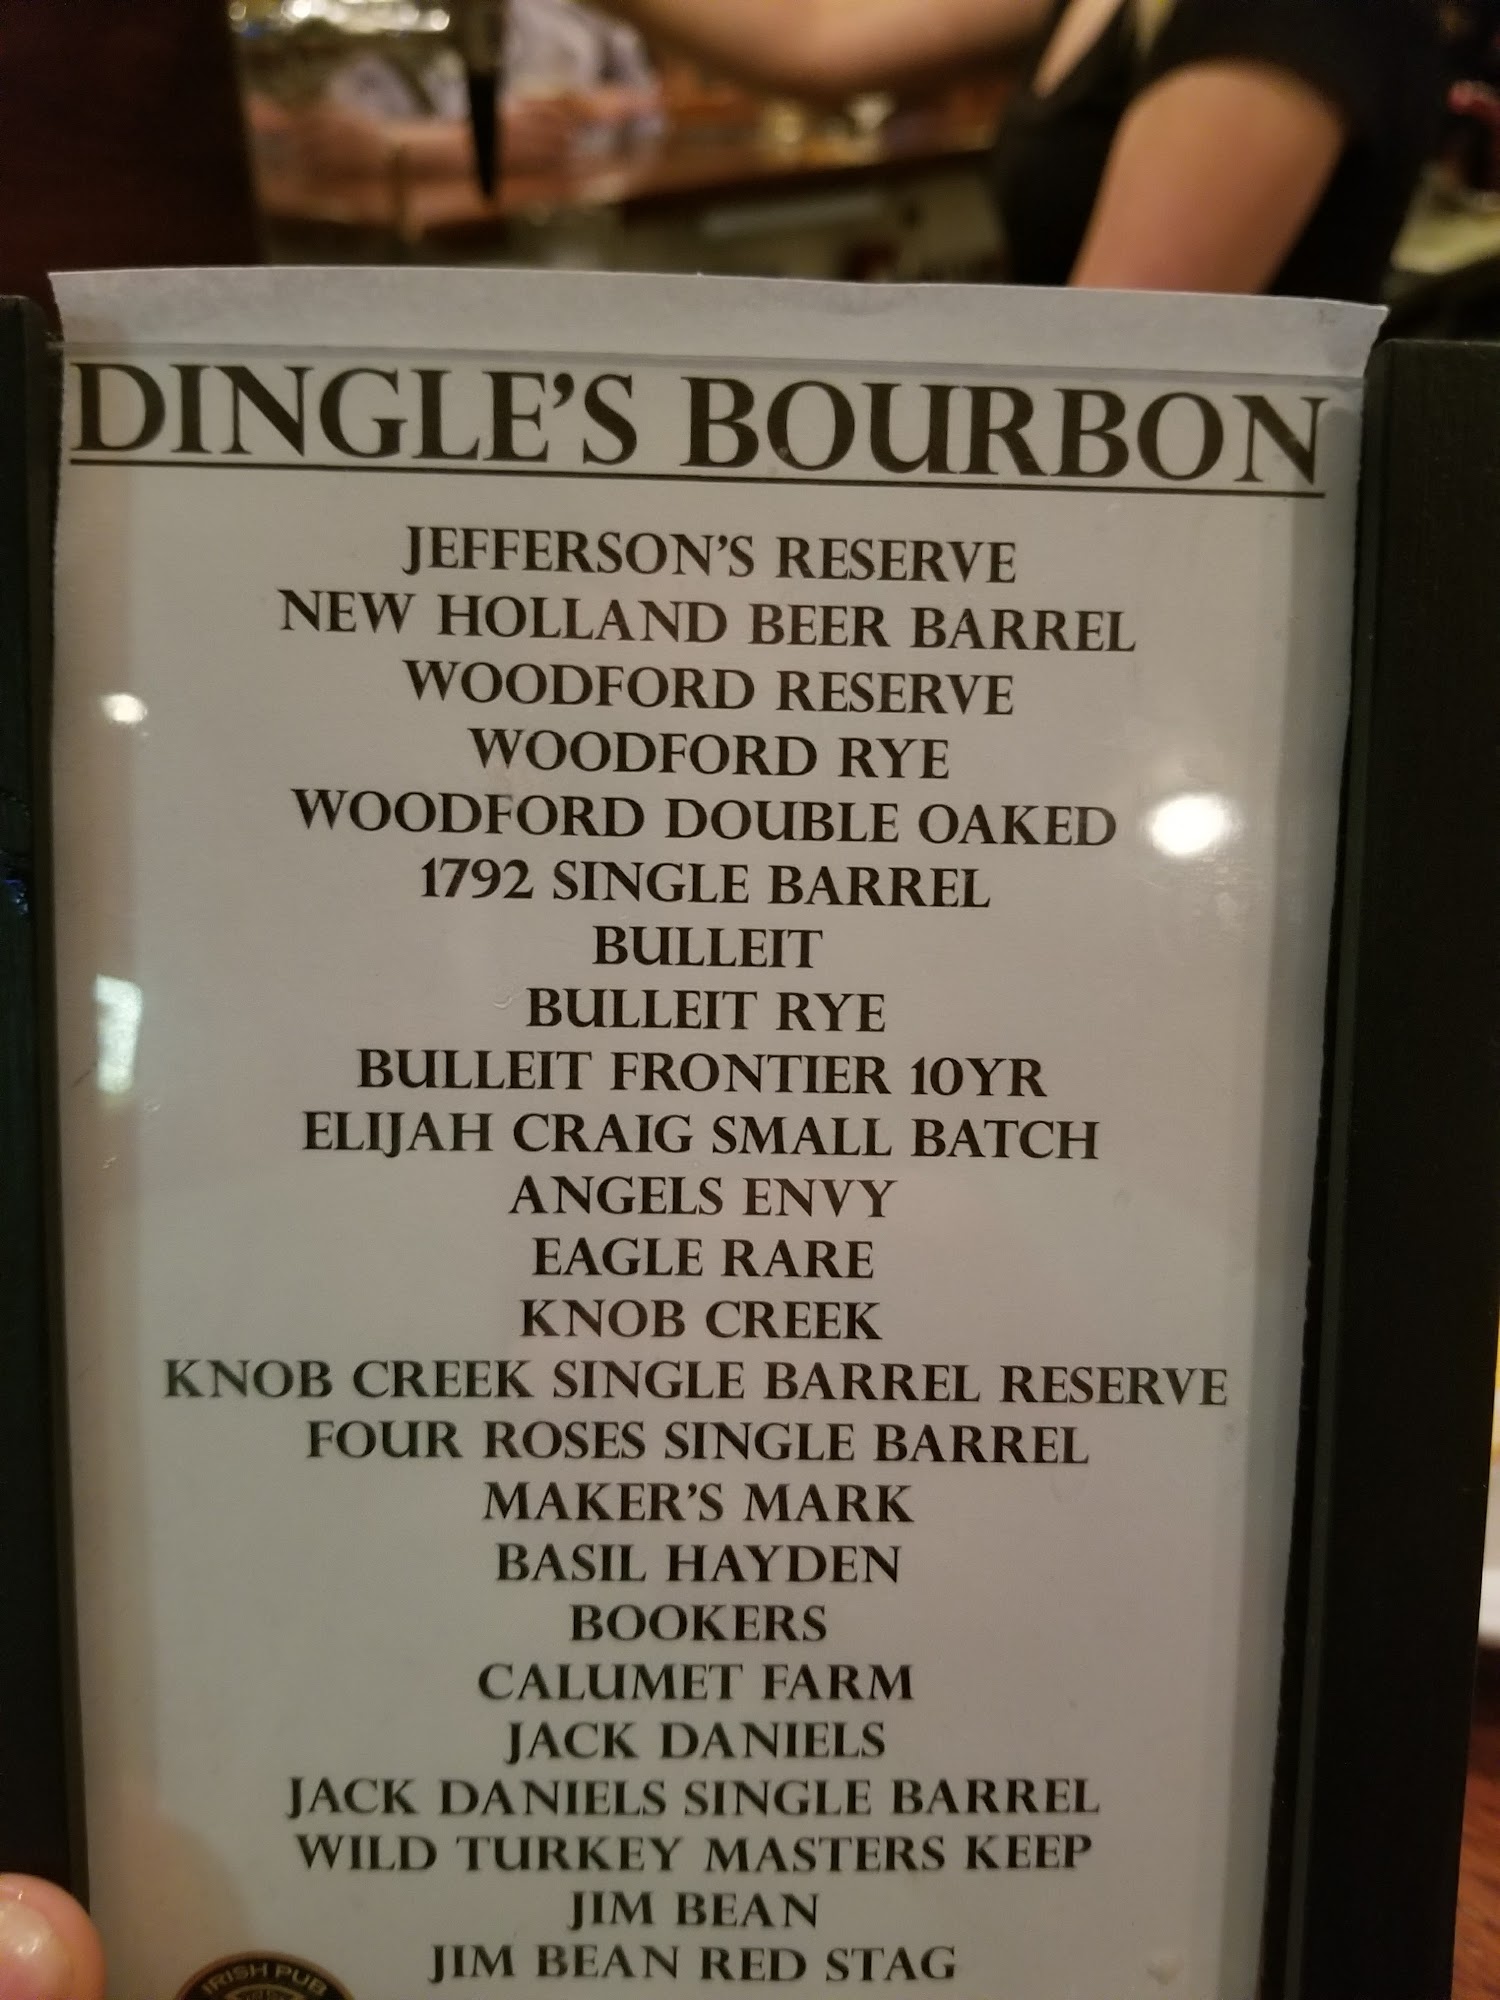 DINGLE'S BOURBON
JEFFERSON'S RESERVE
NEW HOLLAND BEER BARREL
WOODFORD RESERVE
WOODFORD RYE
WOODFORD DOUBLE OAKED
1792 SINGLE BARREL
BULLEIT
BULLEIT RYE
BULLEIT FRONTIER 10YR
ELIJAH CRAIG SMALL BATCH
ANGELS ENVY
EAGLE RARE
KNOB CREEK
KNOB CREEK SINGLE BARREL RESERVE
FOUR ROSES SINGLE BARREL
MAKER'S MARK
BASIL HAYDEN
BOOKERS
CALUMET FARM
JACK DANIELS
JACK DANIELS SINGLE BARREL
WILD TURKEY MASTERS KEEP
JIM BEAN
JIM BEAN RED STAG
IRISH PUB